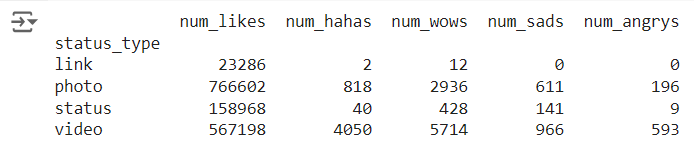 num_likes num_hahas num_wows num_sads num_angrys
status_type
link 23286 2 12 0 0
photo 766602 818 2936 611 196
status 158968 40 428 141 9
video 567198 4050 5714 966 593